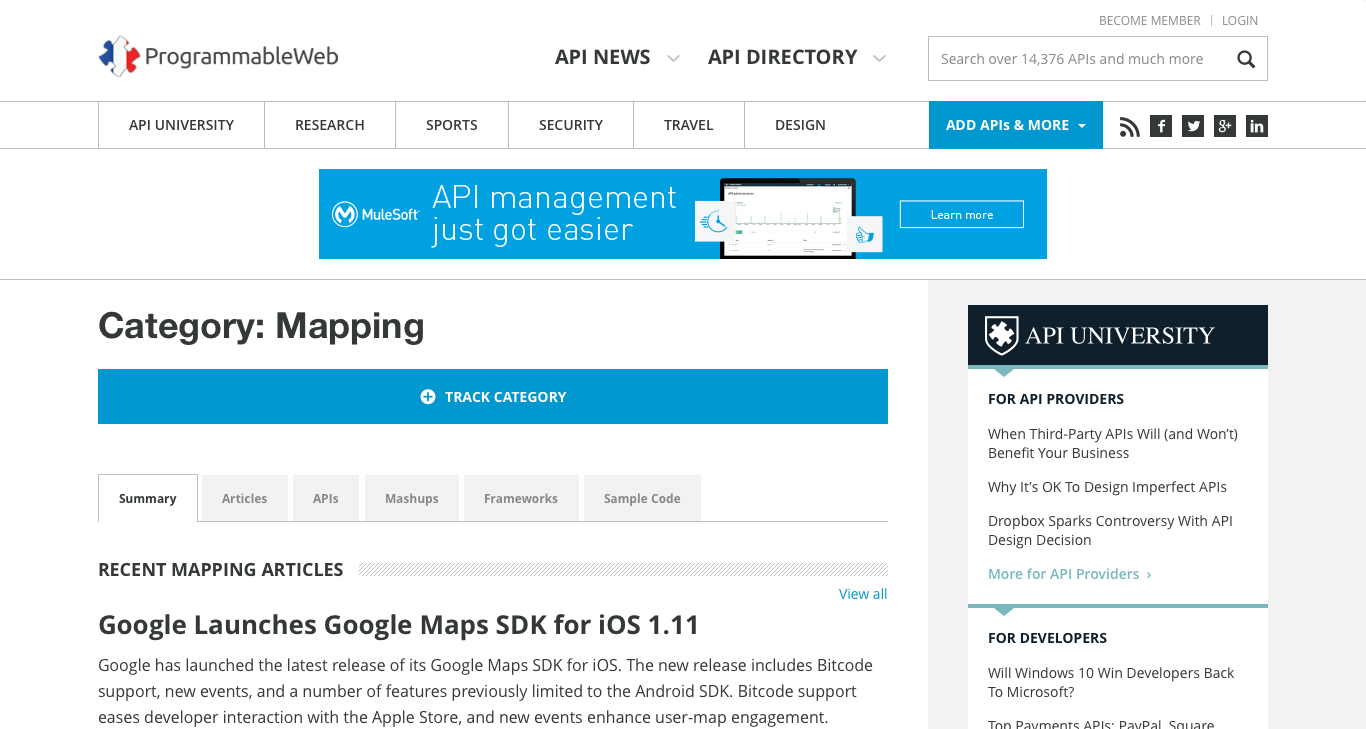 BECOME MEMBER
LOGIN
ProgrammableWeb
API NEWS
API DIRECTORY
Search over 14,376 APIs and much more
API UNIVERSITY
RESEARCH
SPORTS
SECURITY
TRAVEL
DESIGN
ADD APIs & MORE
MuleSoft
API management
just got easier
Learn more
Category: Mapping
TRACK CATEGORY
Summary
Articles
APIs
Mashups
Frameworks
Sample Code
RECENT MAPPING ARTICLES
View all
Google Launches Google Maps SDK for iOS 1.11
Google has launched the latest release of its Google Maps SDK for iOS. The new release includes Bitcode
support, new events, and a number of features previously limited to the Android SDK. Bitcode support
eases developer interaction with the Apple Store, and new events enhance user-map engagement.
API UNIVERSITY
FOR API PROVIDERS
When Third-Party APIs Will (and Won’t)
Benefit Your Business
Why It’s OK To Design Imperfect APIs
Dropbox Sparks Controversy With API
Design Decision
More for API Providers ›
FOR DEVELOPERS
Will Windows 10 Win Developers Back
To Microsoft?
Top Payments APIs: PayPal, Square